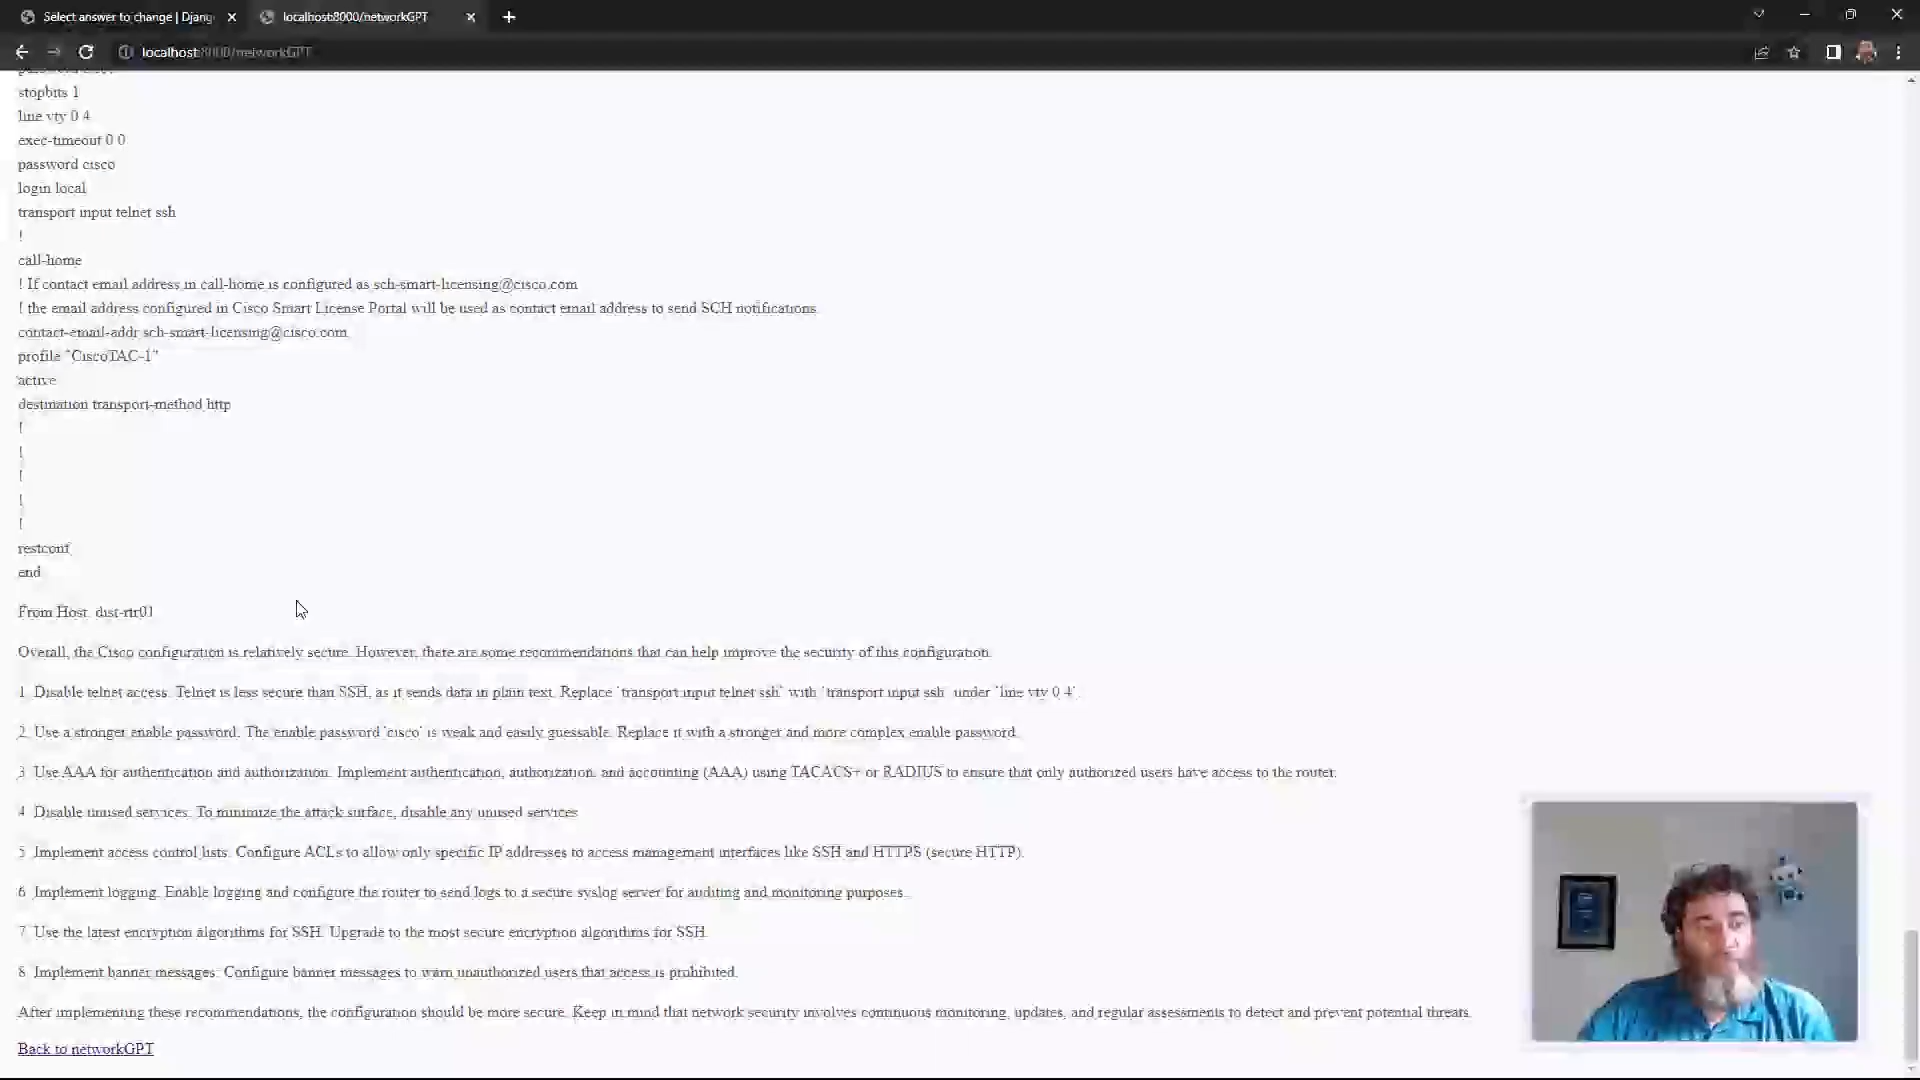 Select answer to change | Djang
localhost:8000/networkGPT
localhost:8000/networkGPT
stopbits 1
line vty 0 4
exec-timeout 0 0
password cisco
login local
transport input telnet ssh
!
call-home
! If contact email address in call-home is configured as sch-smart-licensing@cisco.com
! the email address configured in Cisco Smart License Portal will be used as contact email address to send SCH notifications.
contact-email-addr sch-smart-licensing@cisco.com
profile "CiscoTAC-1"
active
destination transport-method http
!
!
!
!
!
restconf
end
From Host: dist-rtr01
Overall, the Cisco configuration is relatively secure. However, there are some recommendations that can help improve the security of this configuration.
1. Disable telnet access. Telnet is less secure than SSH, as it sends data in plain text. Replace `transport input telnet ssh` with `transport input ssh` under `line vty 0 4`.
2. Use a stronger enable password. The enable password 'cisco' is weak and easily guessable. Replace it with a stronger and more complex enable password.
3. Use AAA for authentication and authorization. Implement authentication, authorization, and accounting (AAA) using TACACS+ or RADIUS to ensure that only authorized users have access to the router.
4. Disable unused services. To minimize the attack surface, disable any unused services
5. Implement access control lists. Configure ACLs to allow only specific IP addresses to access management interfaces like SSH and HTTPS (secure HTTP).
6. Implement logging. Enable logging and configure the router to send logs to a secure syslog server for auditing and monitoring purposes.
7. Use the latest encryption algorithms for SSH. Upgrade to the most secure encryption algorithms for SSH.
8. Implement banner messages. Configure banner messages to warn unauthorized users that access is prohibited.
After implementing these recommendations, the configuration should be more secure. Keep in mind that network security involves continuous monitoring, updates, and regular assessments to detect and prevent potential threats.
Back to networkGPT